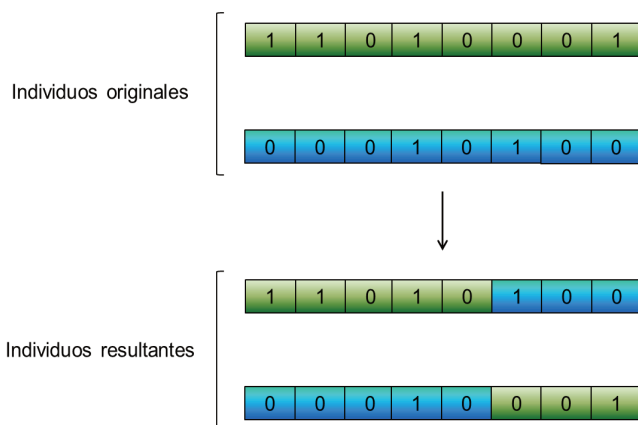 1 1 0 1 0 0 0 1
Individuos originales
0 0 0 1 0 1 0 0
1 1 0 1 0 1 0 0
Individuos resultantes
0 0 0 1 0 0 0 1